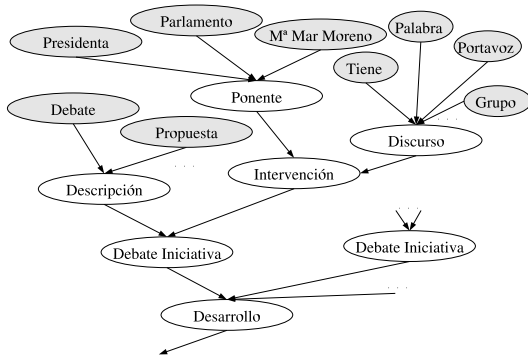 Parlamento
Presidenta
Mª Mar Moreno
Palabra
Portavoz
Tiene
Grupo
Ponente
Debate
Propuesta
. . .
. . .
Discurso
Descripción
Intervención
. . .
Debate Iniciativa
Debate Iniciativa
. . .
Desarrollo